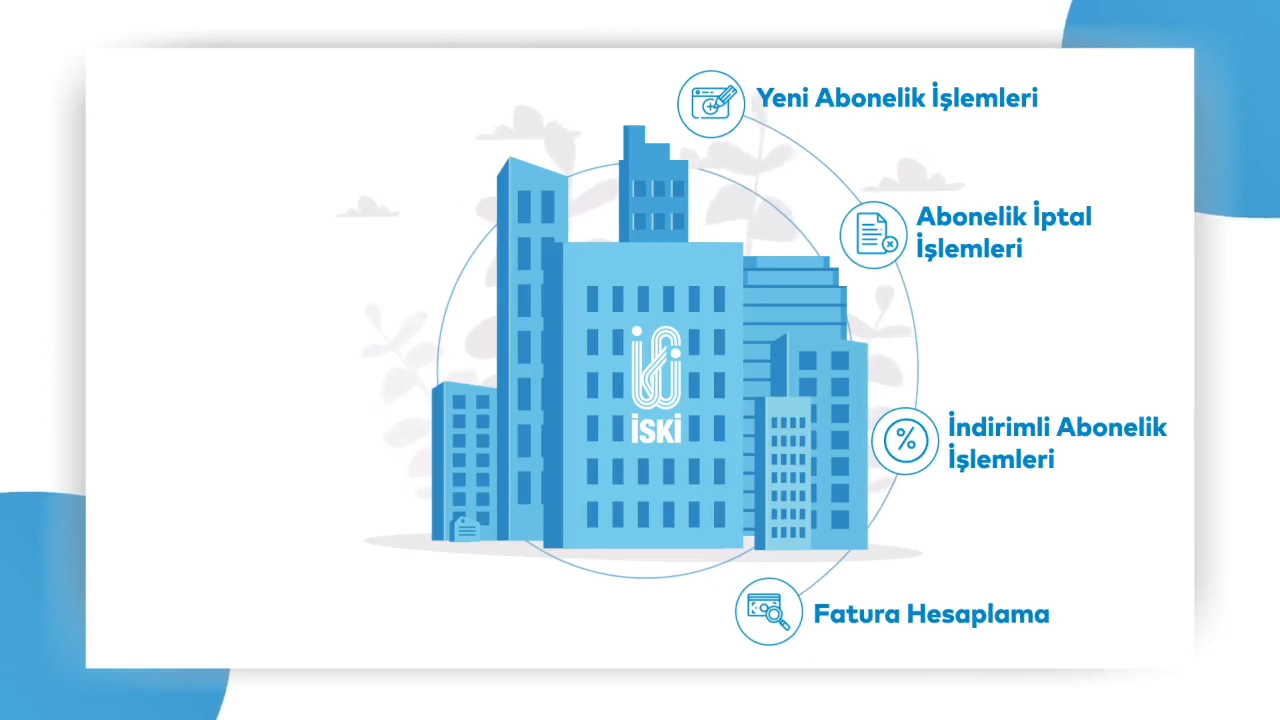 Yeni Abonelik İşlemleri
Abonelik İptal
İşlemleri
İSKİ
İndirimli Abonelik
İşlemleri
Fatura Hesaplama